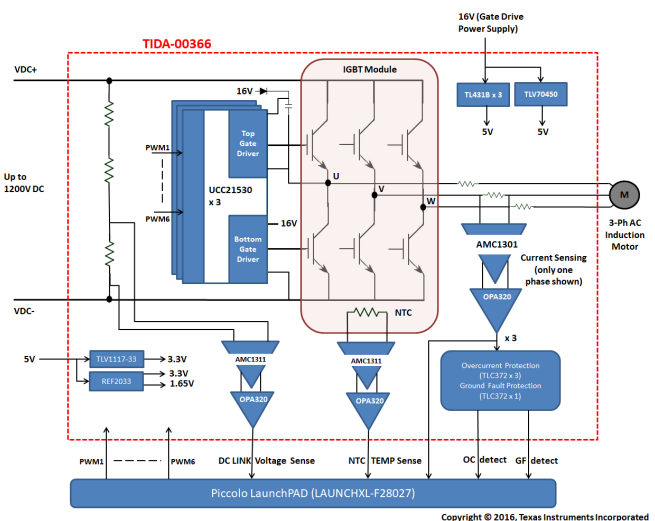 16V (Gate Drive
Power Supply)
TIDA-00366
VDC+
IGBT Module
16V
TL431B x 3
TLV70450
5V
5V
Top
Gate
Driver
PWM1
Up to
1200V DC
UCC21530
x 3
PWM6
U
V
W
M
3-Ph AC
Induction
Motor
16V
Bottom
Gate
Driver
AMC1301
Current Sensing
(only one
phase shown)
OPA320
VDC-
NTC
x 3
5V
TLV1117-33
3.3V
REF2033
3.3V
1.65V
AMC1311
OPA320
AMC1311
OPA320
Overcurrent Protection
(TLC372 x 3)
Ground Fault Protection
(TLC372 x 1)
PWM1
PWM6
DC LINK Voltage Sense
NTC TEMP Sense
OC detect
GF detect
Piccolo LaunchPAD (LAUNCHXL-F28027)
Copyright © 2016, Texas Instruments Incorporated